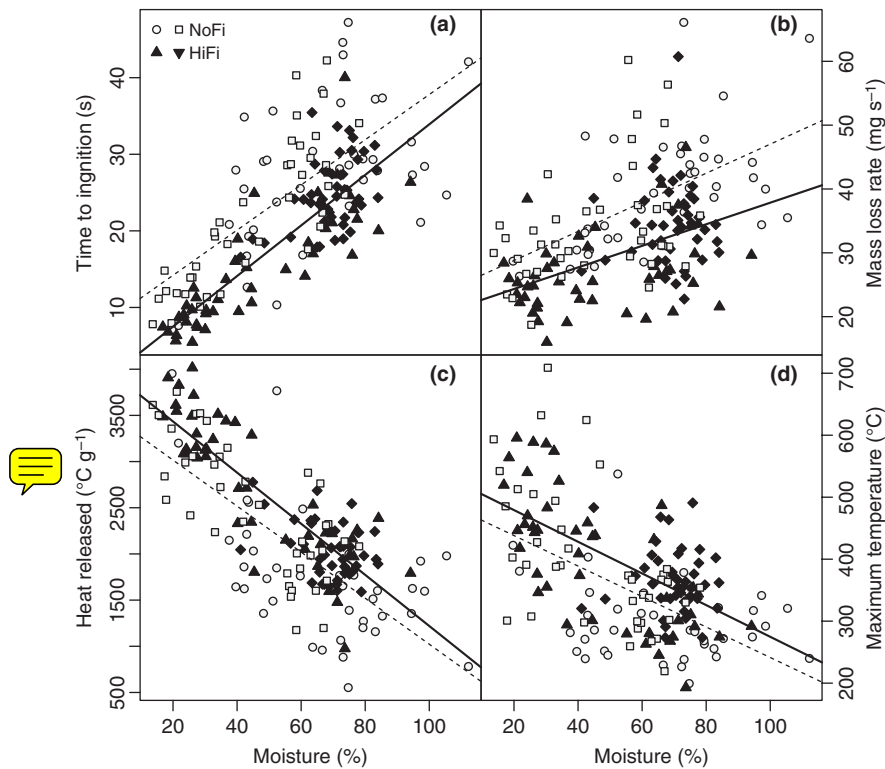 (a)
(b)
NoFi
HiFi
Time to ingnition (s)
10 20 30 40
Mass loss rate (mg s⁻¹)
20 30 40 50 60
(c)
(d)
Heat released (°C g⁻¹)
500 1500 2500 3500
Maximum temperature (°C)
200 300 400 500 600 700
20 40 60 80 100
20 40 60 80 100
Moisture (%)
Moisture (%)